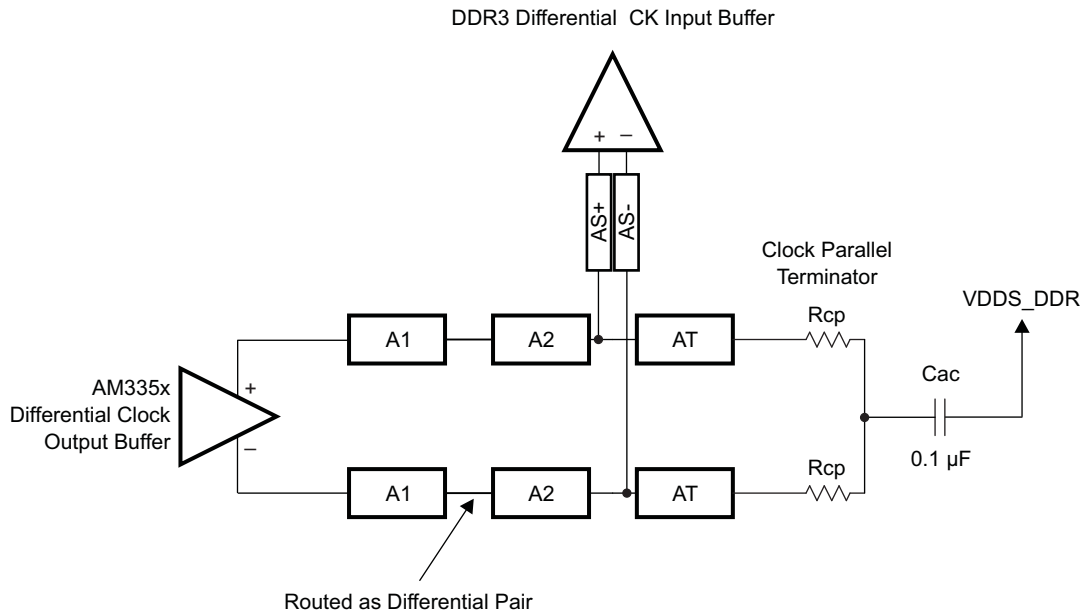 DDR3 Differential CK Input Buffer
+ –
AS+
AS-
Clock Parallel
Terminator
VDDS_DDR
Rcp
A1
A2
AT
Cac
AM335x
Differential Clock
Output Buffer
+
–
0.1 µF
Rcp
A1
A2
AT
Routed as Differential Pair